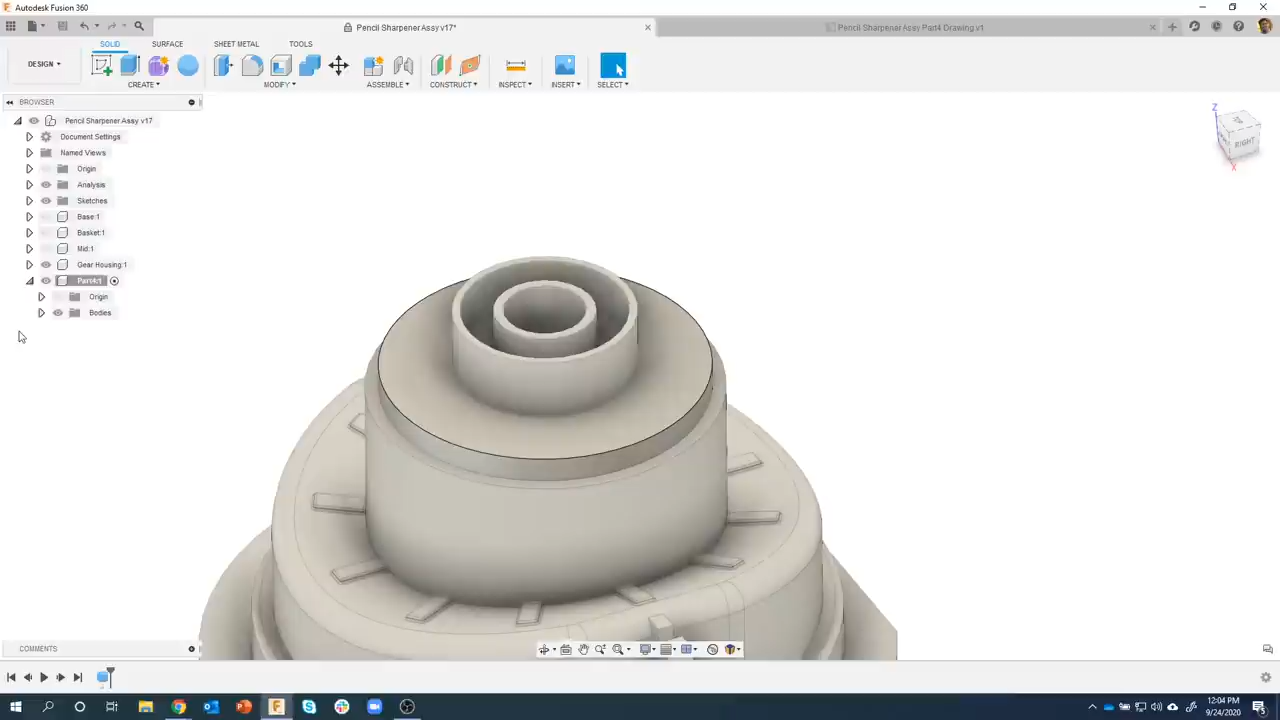 Autodesk Fusion 360
Pencil Sharpener Assy v17*
Pencil Sharpener Assy Part4 Drawing v1
SOLID
SURFACE
SHEET METAL
TOOLS
DESIGN
CREATE
MODIFY
ASSEMBLE
CONSTRUCT
INSPECT
INSERT
SELECT
BROWSER
Pencil Sharpener Assy v17
Document Settings
Named Views
Origin
Analysis
Sketches
Base:1
Basket:1
Mid:1
Gear Housing:1
Part4:1
Origin
Bodies
Z
RIGHT
X
COMMENTS
12:04 PM
9/24/2020